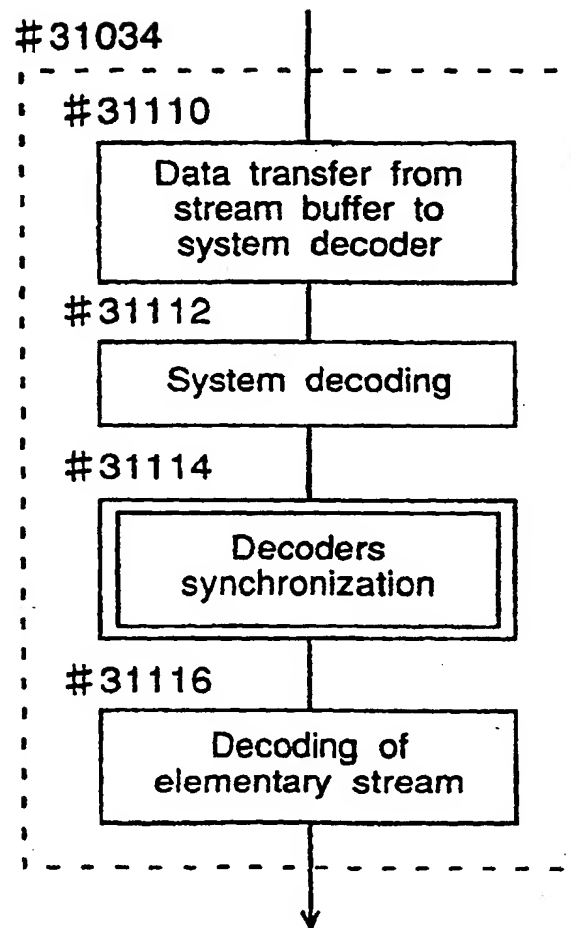 #31034
#31110
Data transfer from
stream buffer to
system decoder
#31112
System decoding
#31114
Decoders
synchronization
#31116
Decoding of
elementary stream